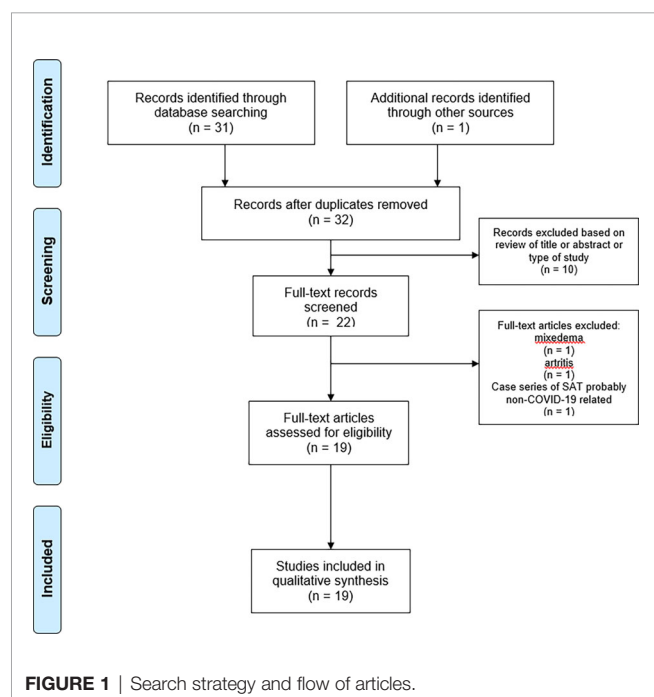 Identification
Records identified through
database searching
(n = 31)
Additional records identified
through other sources
(n = 1)
Records after duplicates removed
(n = 32)
Screening
Records excluded based on
review of title or abstract or
type of study
(n = 10)
Full-text records
screened
(n = 22)
Full-text articles excluded:
mixedema
(n = 1)
artritis
(n = 1)
Case series of SAT probably
non-COVID-19 related
(n = 1)
Eligibility
Full-text articles
assessed for eligibility
(n = 19)
Included
Studies included in
qualitative synthesis
(n = 19)
FIGURE 1 | Search strategy and flow of articles.